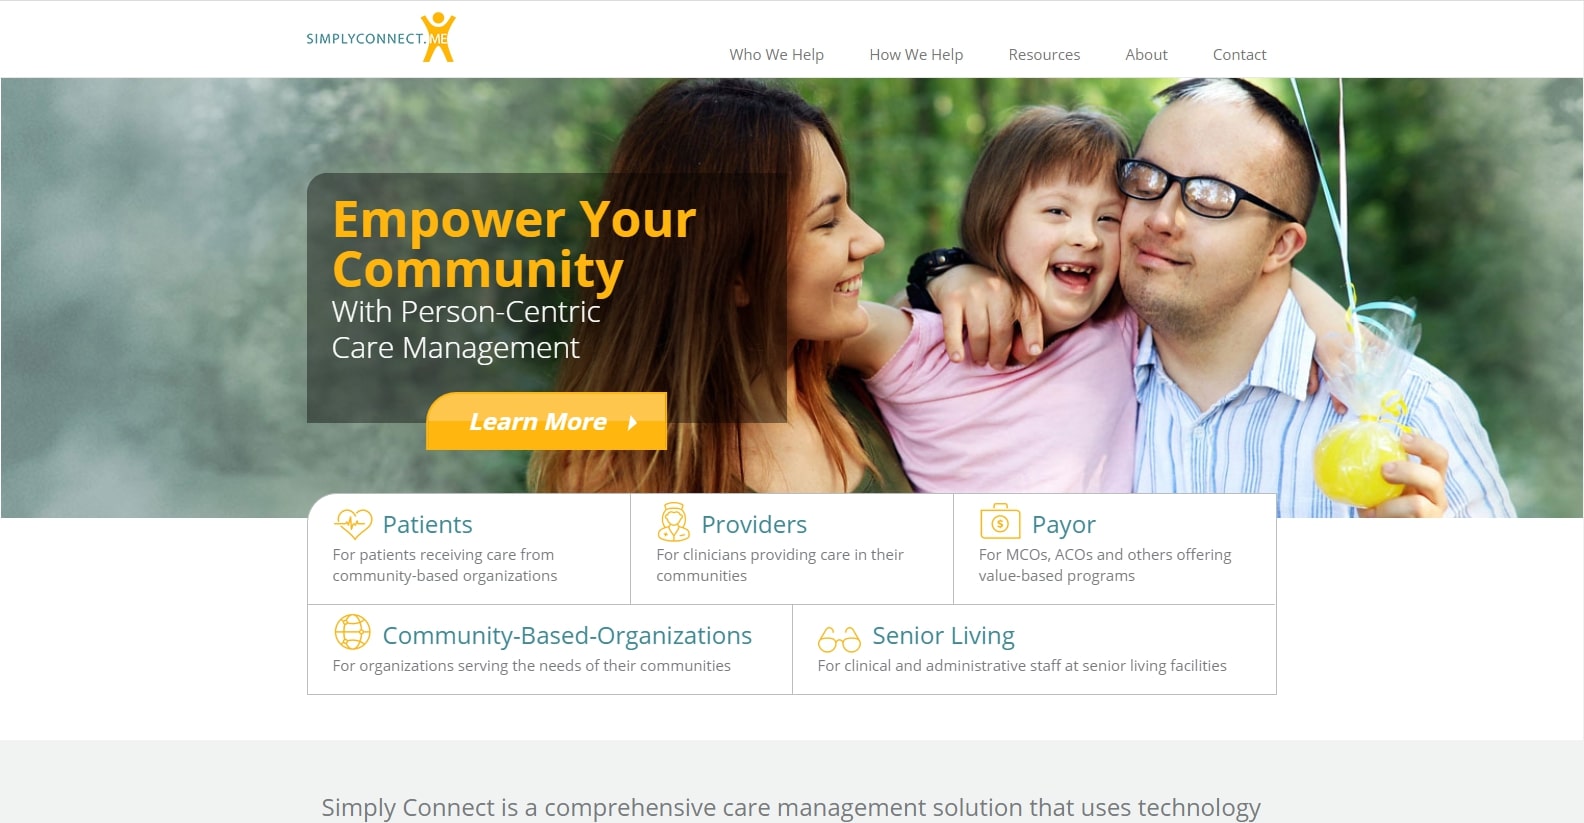 SIMPLYCONNECT.ME
Who We Help
How We Help
Resources
About
Contact
Empower Your
Community
With Person-Centric
Care Management
Learn More
Patients
For patients receiving care from
community-based organizations
Providers
For clinicians providing care in their
communities
Payor
For MCOs, ACOs and others offering
value-based programs
Community-Based-Organizations
For organizations serving the needs of their communities
Senior Living
For clinical and administrative staff at senior living facilities
Simply Connect is a comprehensive care management solution that uses technology